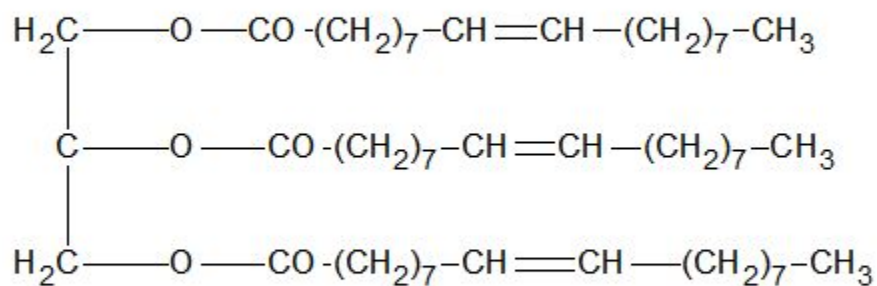 H₂C—O—CO-(CH₂)₇–CH=CH–(CH₂)₇–CH₃
C—O—CO-(CH₂)₇–CH=CH–(CH₂)₇–CH₃
H₂C—O—CO-(CH₂)₇–CH=CH—(CH₂)₇–CH₃